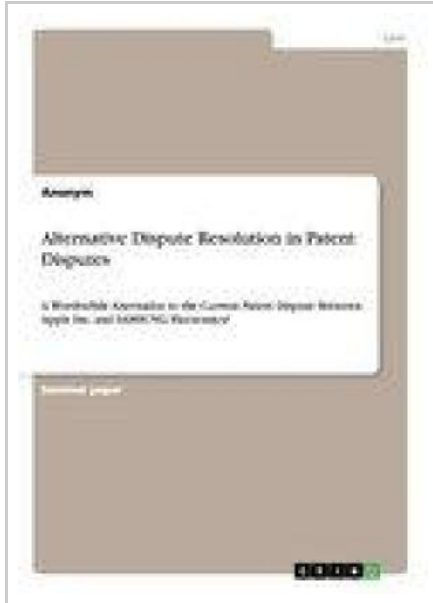 Anonym
Alternative Dispute Resolution in Patent
Disputes
A Worthwhile Alternative to the Current Patent Dispute Between
Apple Inc. and SAMSUNG Electronics?
Seminar paper
G R I N